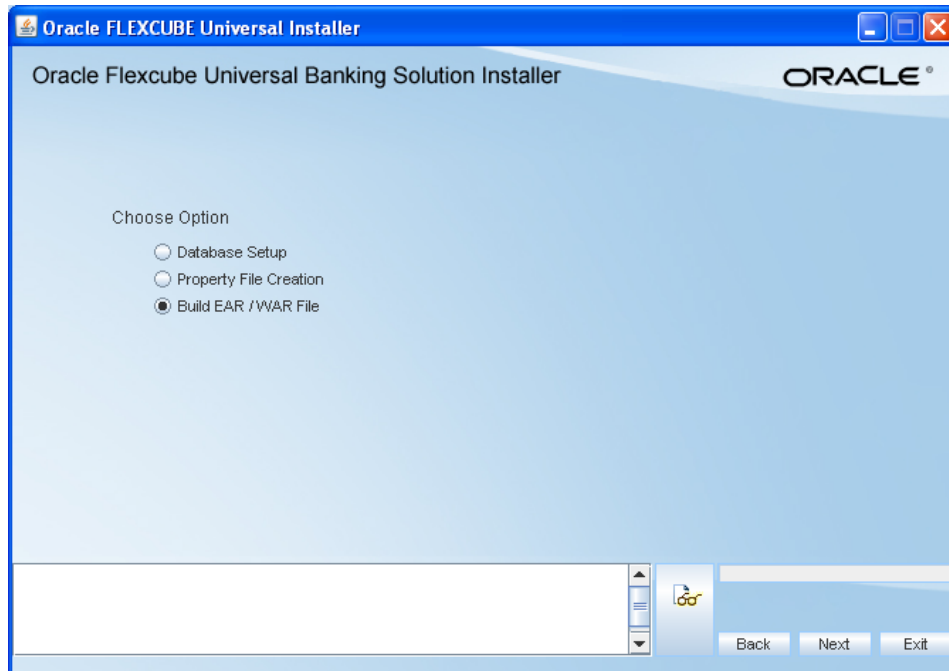 Oracle FLEXCUBE Universal Installer
Oracle Flexcube Universal Banking Solution Installer
ORACLE®
Choose Option
Database Setup
Property File Creation
Build EAR / WAR File
Back Next Exit